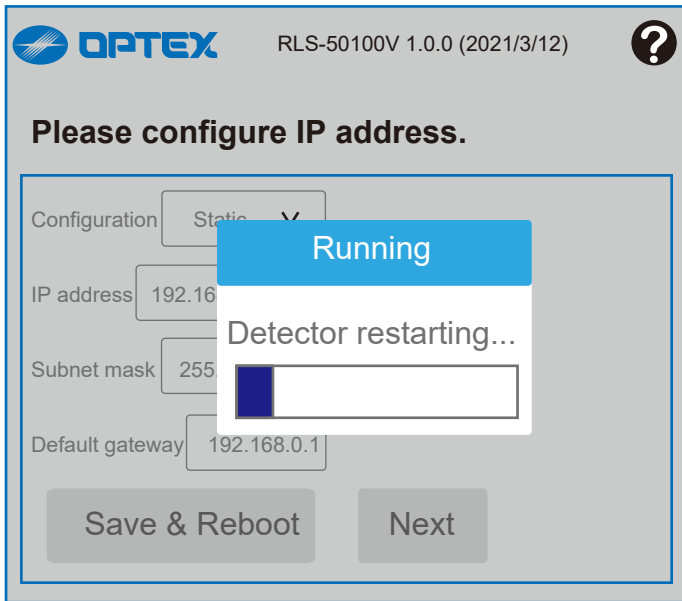 OPTEX RLS-50100V 1.0.0 (2021/3/12) ?
Please configure IP address.
Configuration Static
Running
IP address 192.16
Detector restarting...
Subnet mask 255.
Default gateway 192.168.0.1
Save & Reboot Next